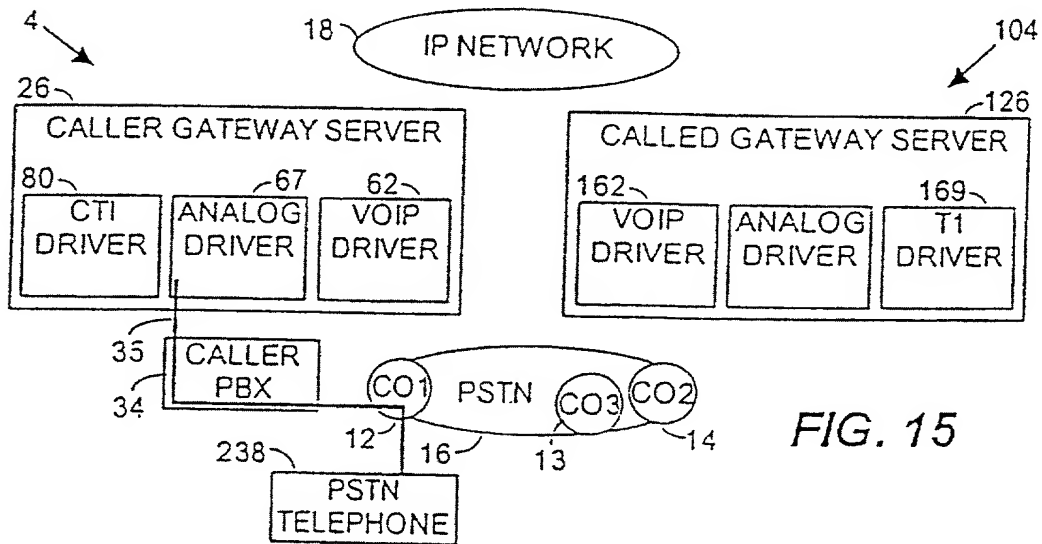 4
18
IP NETWORK
104
26
CALLER GATEWAY SERVER
80
CTI
DRIVER
67
ANALOG
DRIVER
62
VOIP
DRIVER
126
CALLED GATEWAY SERVER
162
VOIP
DRIVER
ANALOG
DRIVER
169
T1
DRIVER
35
34
CALLER
PBX
CO1
PSTN
CO3
CO2
12
16
13
14
238
PSTN
TELEPHONE
FIG. 15